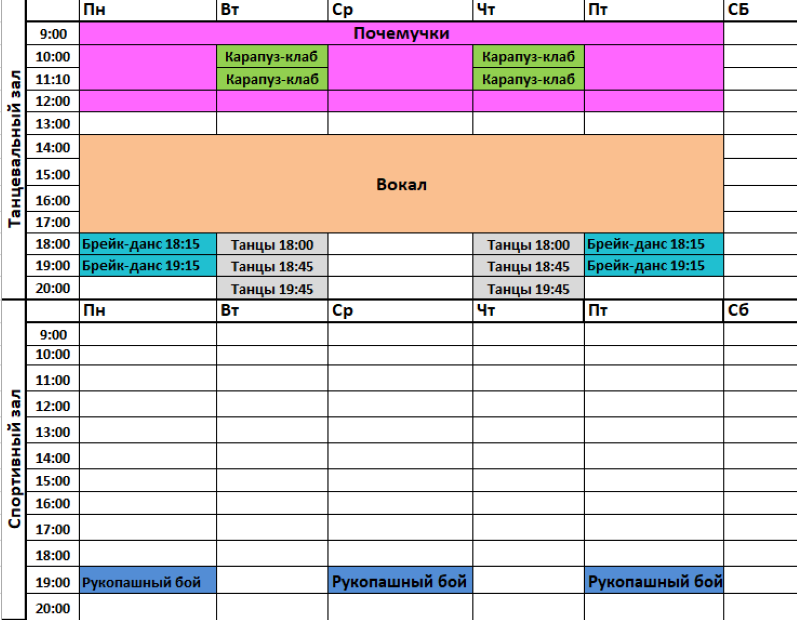 Пн Вт Ср Чт Пт СБ
Танцевальный зал
9:00 Почемучки
10:00 Карапуз-клаб Карапуз-клаб
11:10 Карапуз-клаб Карапуз-клаб
12:00
13:00
14:00
15:00
Вокал
16:00
17:00
18:00 Брейк-данс 18:15 Танцы 18:00 Танцы 18:00 Брейк-данс 18:15
19:00 Брейк-данс 19:15 Танцы 18:45 Танцы 18:45 Брейк-данс 19:15
20:00 Танцы 19:45 Танцы 19:45
Пн Вт Ср Чт Пт Сб
Спортивный зал
9:00
10:00
11:00
12:00
13:00
14:00
15:00
16:00
17:00
18:00
19:00 Рукопашный бой Рукопашный бой Рукопашный бой
20:00